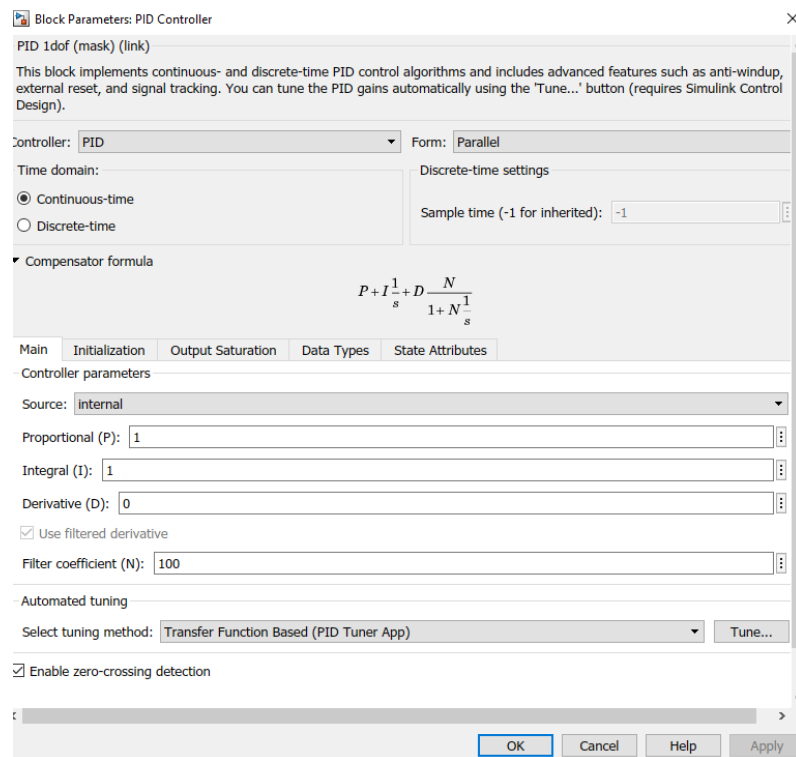 Block Parameters: PID Controller
PID 1dof (mask) (link)
This block implements continuous- and discrete-time PID control algorithms and includes advanced features such as anti-windup,
external reset, and signal tracking. You can tune the PID gains automatically using the 'Tune...' button (requires Simulink Control
Design).
Controller: PID Form: Parallel
Time domain: Discrete-time settings
Continuous-time
Sample time (-1 for inherited): -1
Discrete-time
Compensator formula
P + I 1/s + D N/(1 + N 1/s)
Main Initialization Output Saturation Data Types State Attributes
Controller parameters
Source: internal
Proportional (P): 1
Integral (I): 1
Derivative (D): 0
Use filtered derivative
Filter coefficient (N): 100
Automated tuning
Select tuning method: Transfer Function Based (PID Tuner App) Tune...
Enable zero-crossing detection
OK Cancel Help Apply